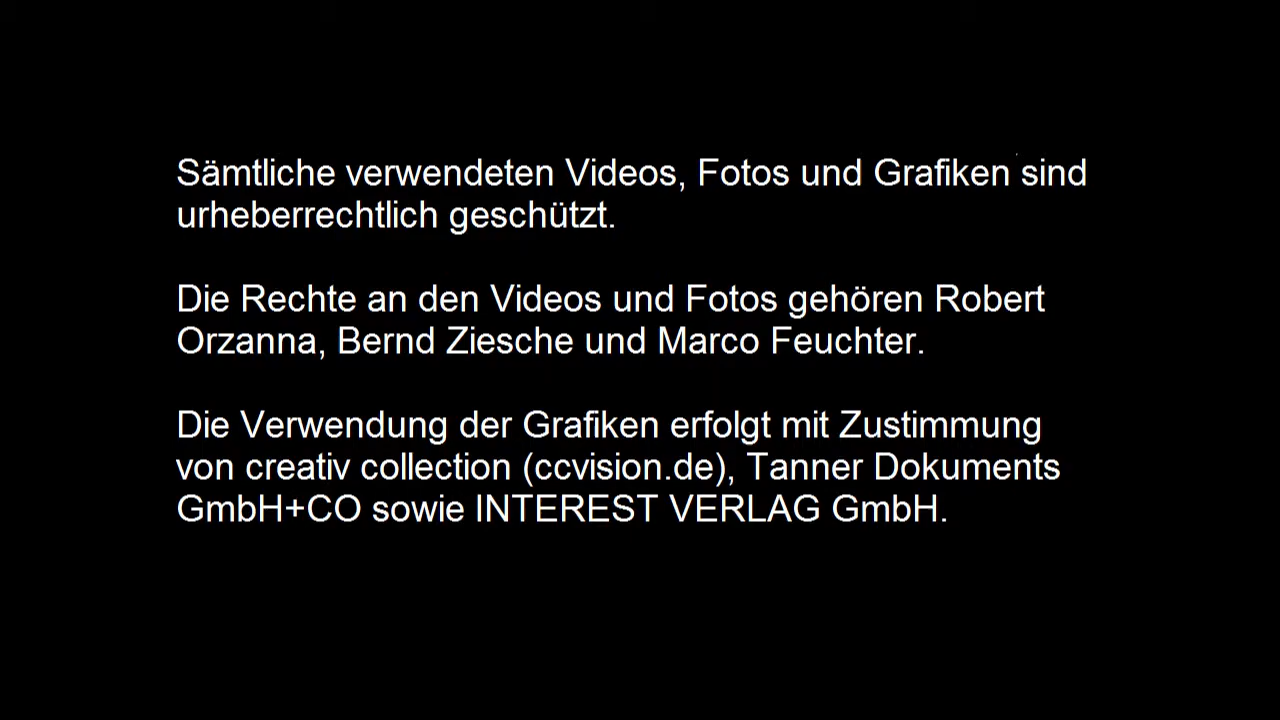 Sämtliche verwendeten Videos, Fotos und Grafiken sind
urheberrechtlich geschützt.
Die Rechte an den Videos und Fotos gehören Robert
Orzanna, Bernd Ziesche und Marco Feuchter.
Die Verwendung der Grafiken erfolgt mit Zustimmung
von creativ collection (ccvision.de), Tanner Dokuments
GmbH+CO sowie INTEREST VERLAG GmbH.